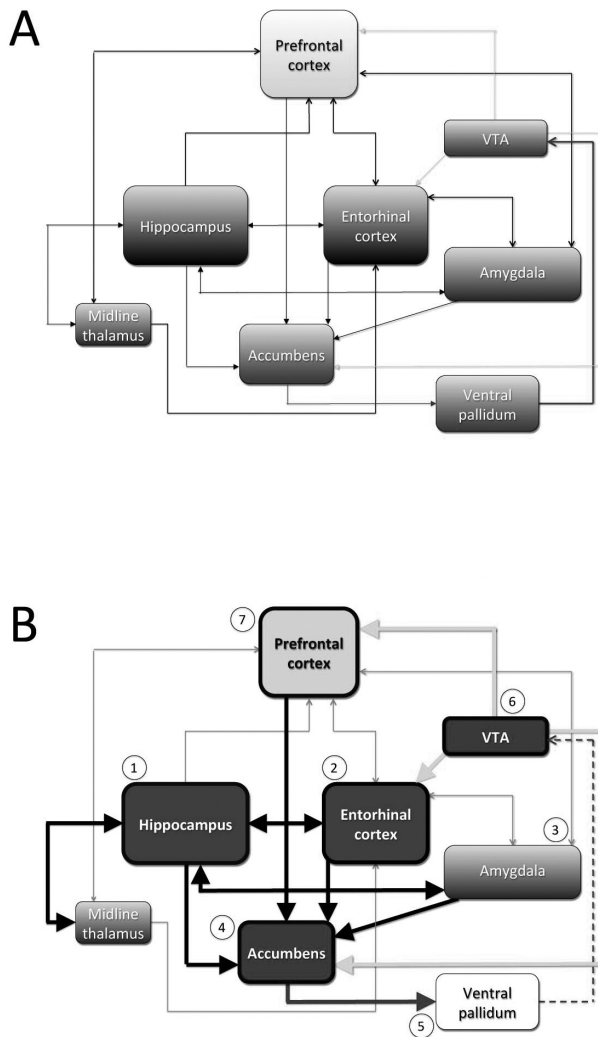 A
Prefrontal
cortex
VTA
Hippocampus
Entorhinal
cortex
Amygdala
Midline
thalamus
Accumbens
Ventral
pallidum
B
7
Prefrontal
cortex
6
VTA
1
2
Hippocampus
Entorhinal
cortex
3
Amygdala
Midline
thalamus
4
Accumbens
Ventral
pallidum
5